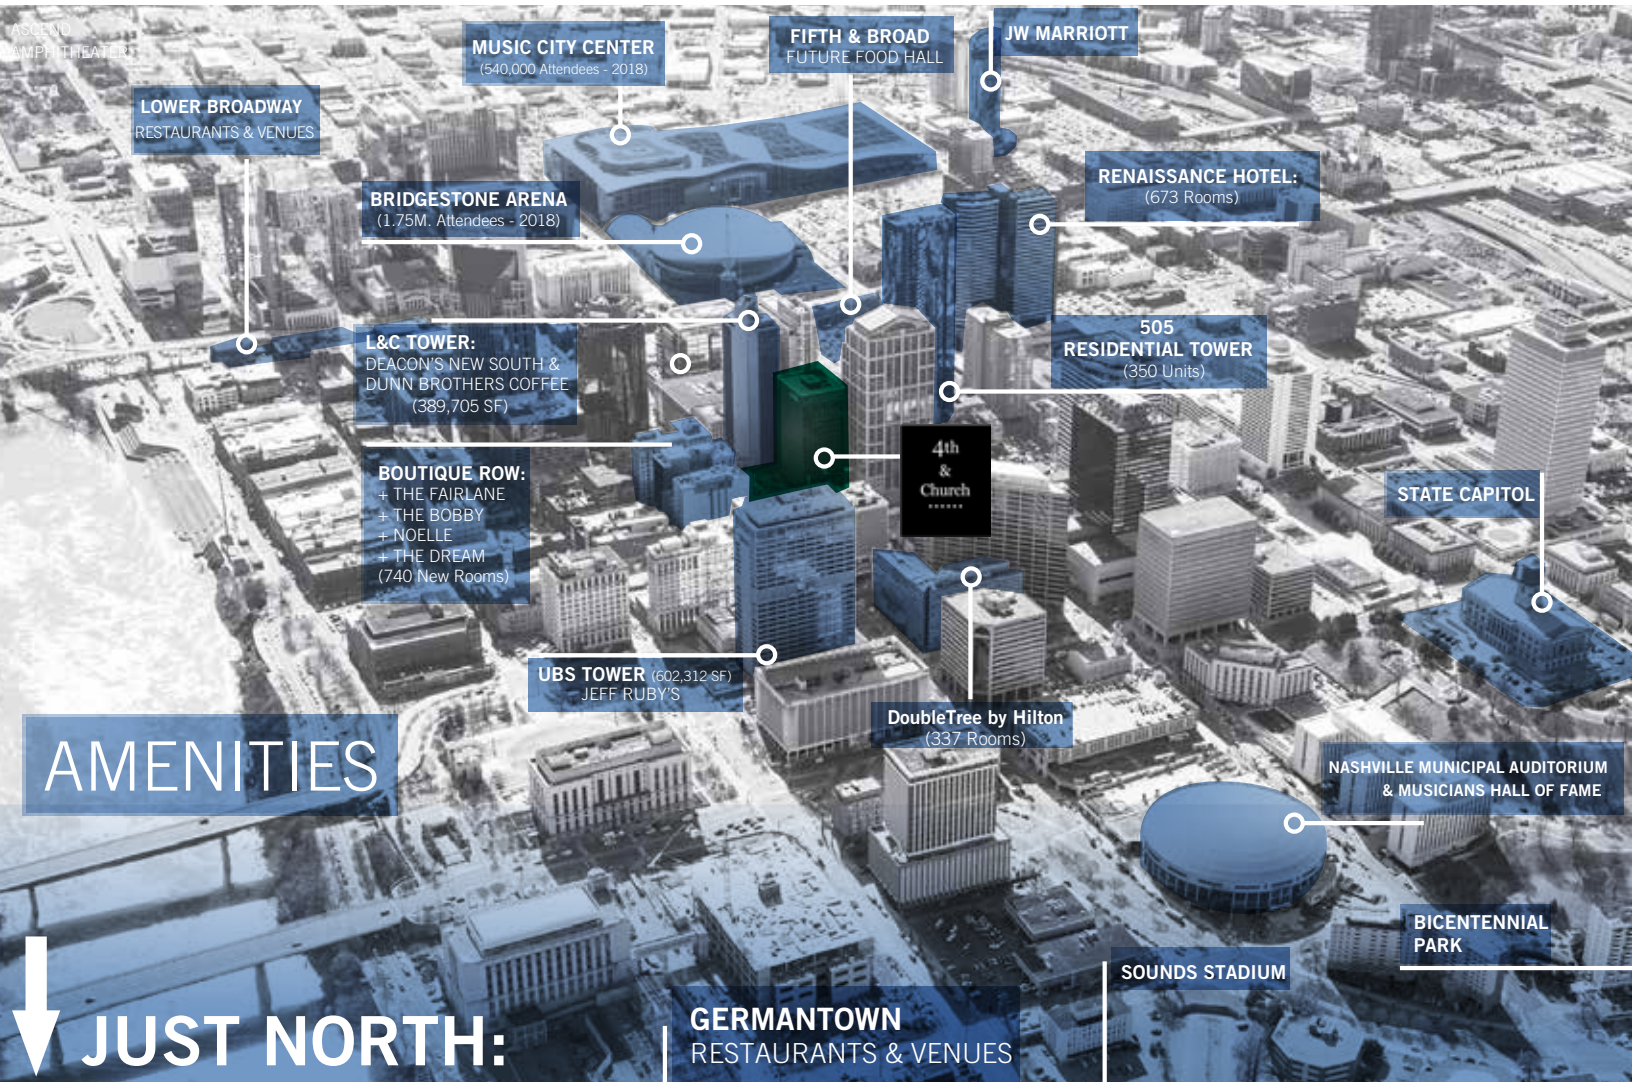 ASCEND
AMPHITHEATER
MUSIC CITY CENTER
(540,000 Attendees - 2018)
FIFTH & BROAD
FUTURE FOOD HALL
JW MARRIOTT
LOWER BROADWAY
RESTAURANTS & VENUES
BRIDGESTONE ARENA
(1.75M. Attendees - 2018)
RENAISSANCE HOTEL:
(673 Rooms)
L&C TOWER:
DEACON'S NEW SOUTH &
DUNN BROTHERS COFFEE
(389,705 SF)
505
RESIDENTIAL TOWER
(350 Units)
BOUTIQUE ROW:
+ THE FAIRLANE
+ THE BOBBY
+ NOELLE
+ THE DREAM
(740 New Rooms)
4th
&
Church
STATE CAPITOL
UBS TOWER (602,312 SF)
JEFF RUBY'S
DoubleTree by Hilton
(337 Rooms)
AMENITIES
NASHVILLE MUNICIPAL AUDITORIUM
& MUSICIANS HALL OF FAME
BICENTENNIAL
PARK
SOUNDS STADIUM
JUST NORTH:
GERMANTOWN
RESTAURANTS & VENUES